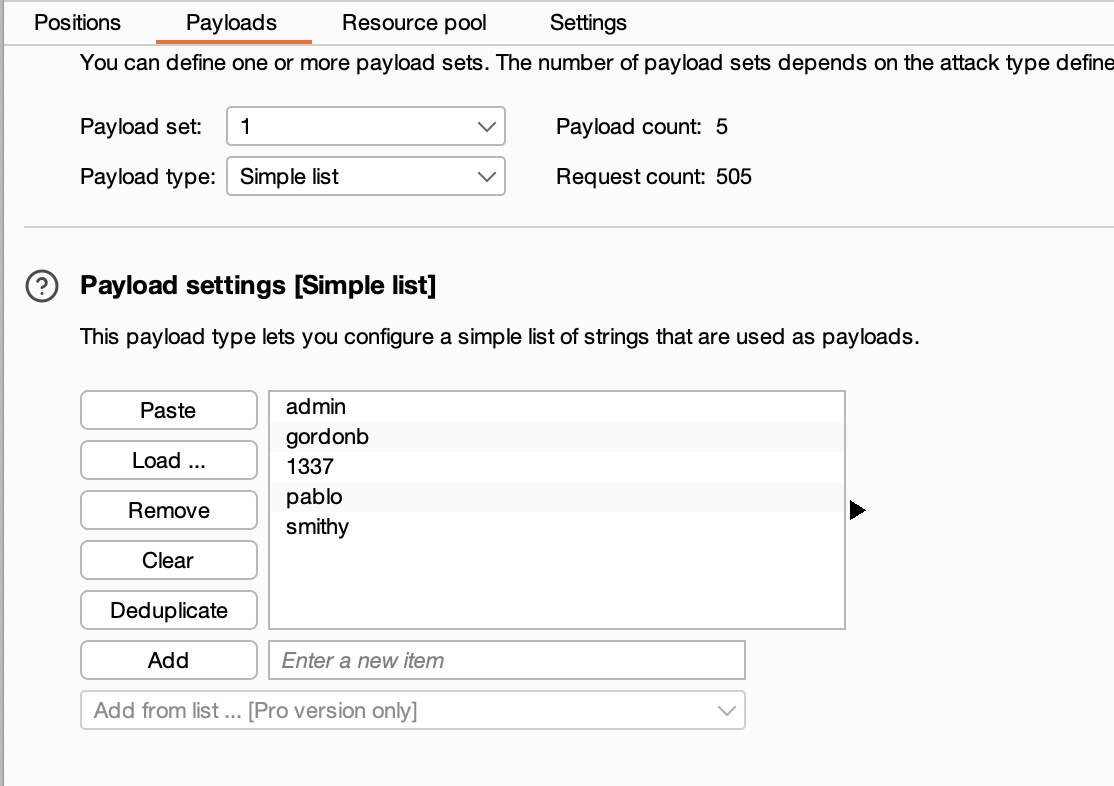 Positions Payloads Resource pool Settings
You can define one or more payload sets. The number of payload sets depends on the attack type define
Payload set: 1 Payload count: 5
Payload type: Simple list Request count: 505
? Payload settings [Simple list]
This payload type lets you configure a simple list of strings that are used as payloads.
Paste
Load ...
Remove
Clear
Deduplicate
admin
gordonb
1337
pablo
smithy
Add Enter a new item
Add from list ... [Pro version only]